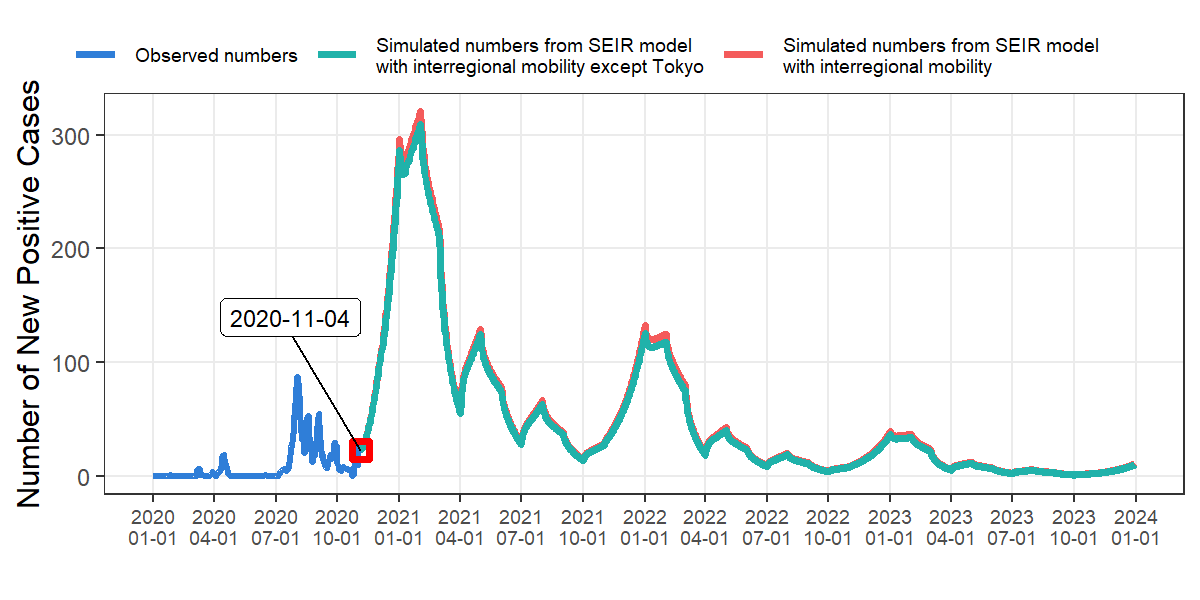 Observed numbers
Simulated numbers from SEIR model
with interregional mobility except Tokyo
Simulated numbers from SEIR model
with interregional mobility
Number of New Positive Cases
300
200
100
0
2020-11-04
2020 2020 2020 2020 2021 2021 2021 2021 2022 2022 2022 2022 2023 2023 2023 2023 2024
01-01 04-01 07-01 10-01 01-01 04-01 07-01 10-01 01-01 04-01 07-01 10-01 01-01 04-01 07-01 10-01 01-01